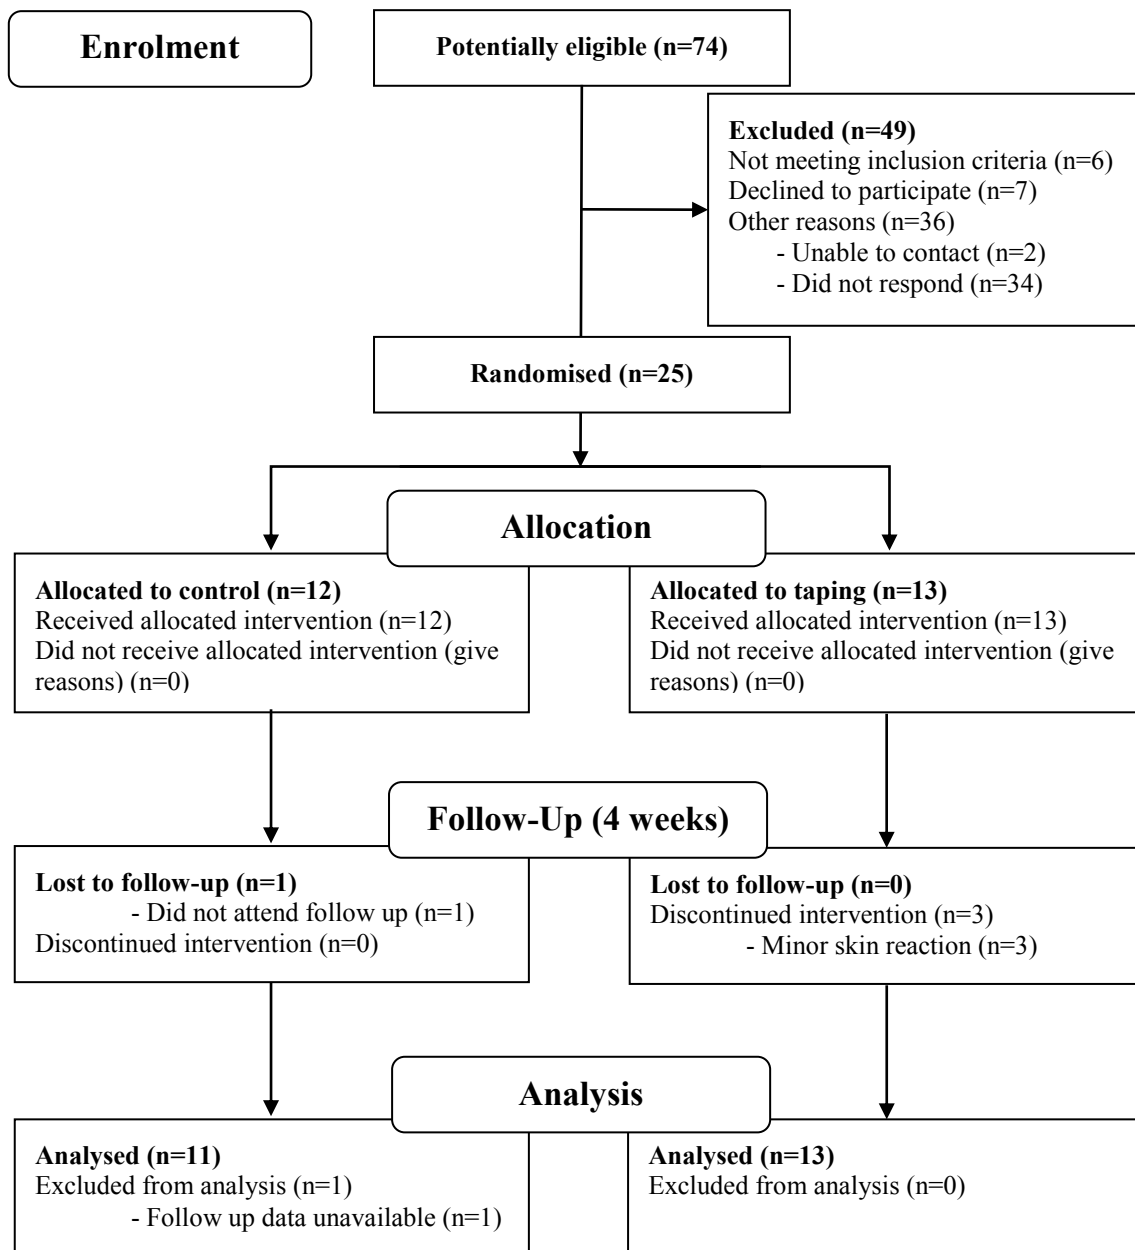 Enrolment
Potentially eligible (n=74)
Excluded (n=49)
Not meeting inclusion criteria (n=6)
Declined to participate (n=7)
Other reasons (n=36)
- Unable to contact (n=2)
- Did not respond (n=34)
Randomised (n=25)
Allocation
Allocated to control (n=12)
Received allocated intervention (n=12)
Did not receive allocated intervention (give
reasons) (n=0)
Allocated to taping (n=13)
Received allocated intervention (n=13)
Did not receive allocated intervention (give
reasons) (n=0)
Follow-Up (4 weeks)
Lost to follow-up (n=1)
- Did not attend follow up (n=1)
Discontinued intervention (n=0)
Lost to follow-up (n=0)
Discontinued intervention (n=3)
- Minor skin reaction (n=3)
Analysis
Analysed (n=11)
Excluded from analysis (n=1)
- Follow up data unavailable (n=1)
Analysed (n=13)
Excluded from analysis (n=0)